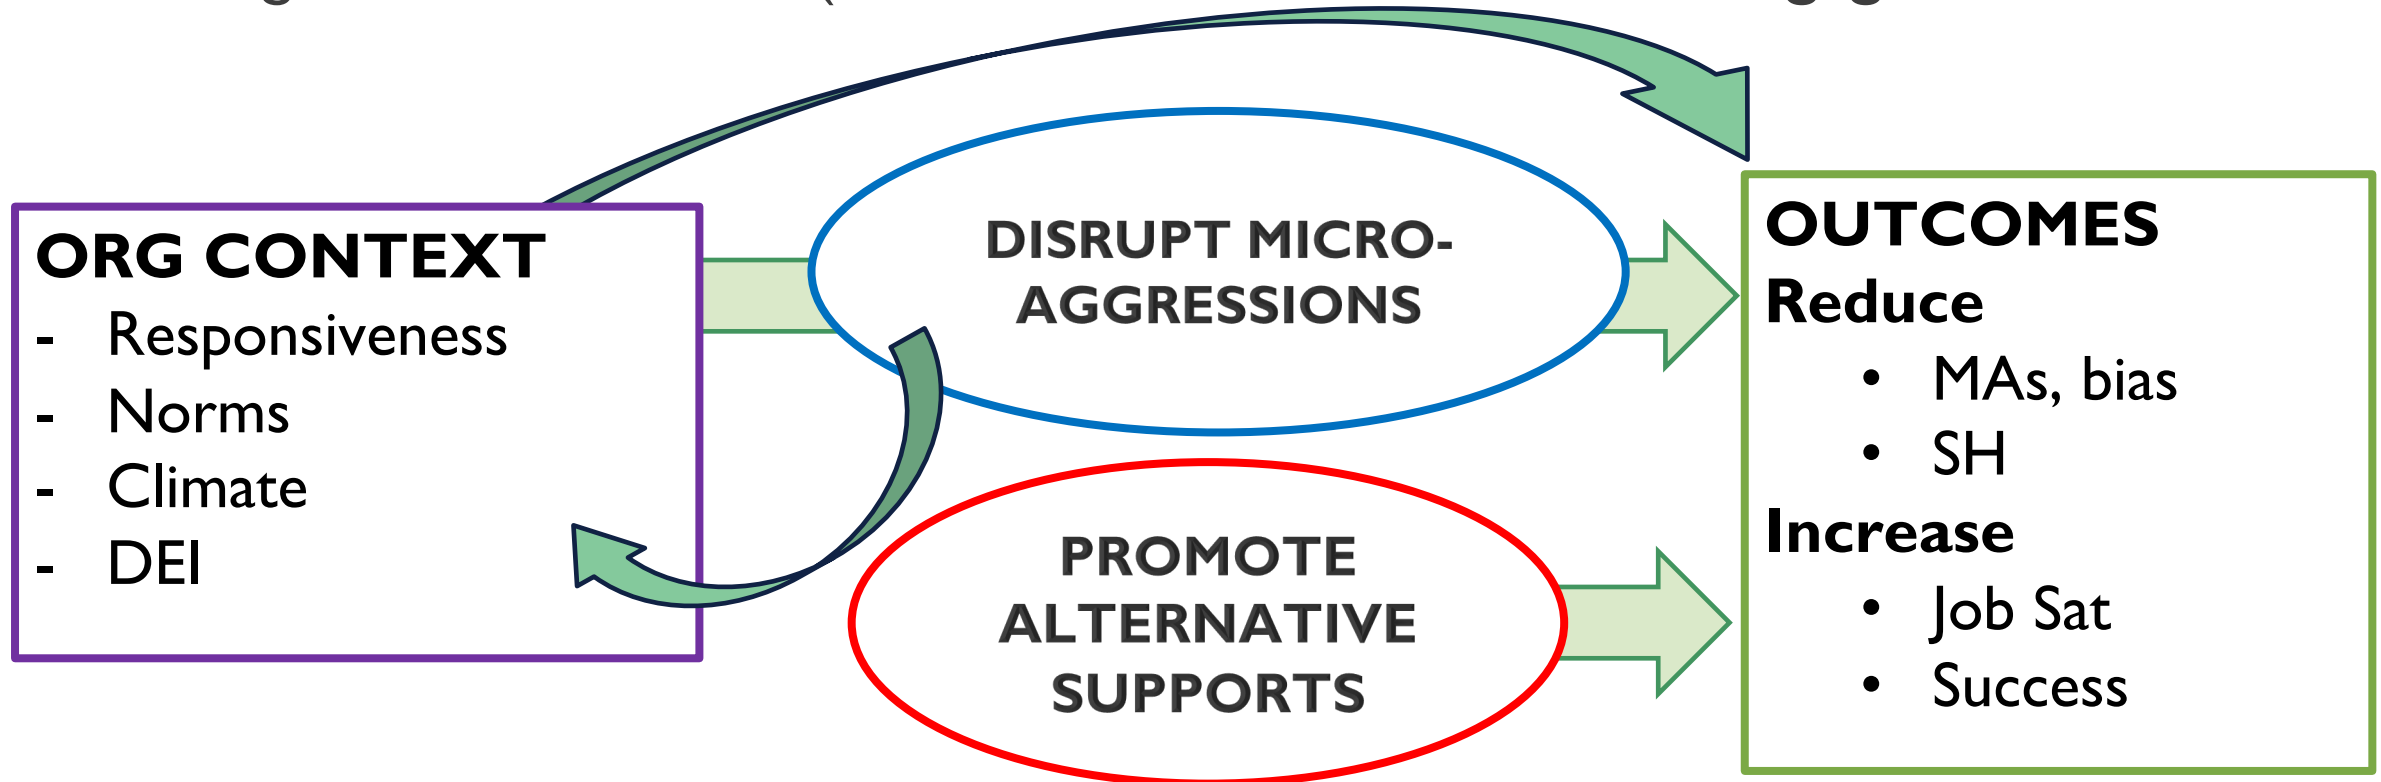 ORG CONTEXT
- Responsiveness
- Norms
- Climate
- DEI
DISRUPT MICRO-
AGGRESSIONS
PROMOTE
ALTERNATIVE
SUPPORTS
OUTCOMES
Reduce
• MAs, bias
• SH
Increase
• Job Sat
• Success